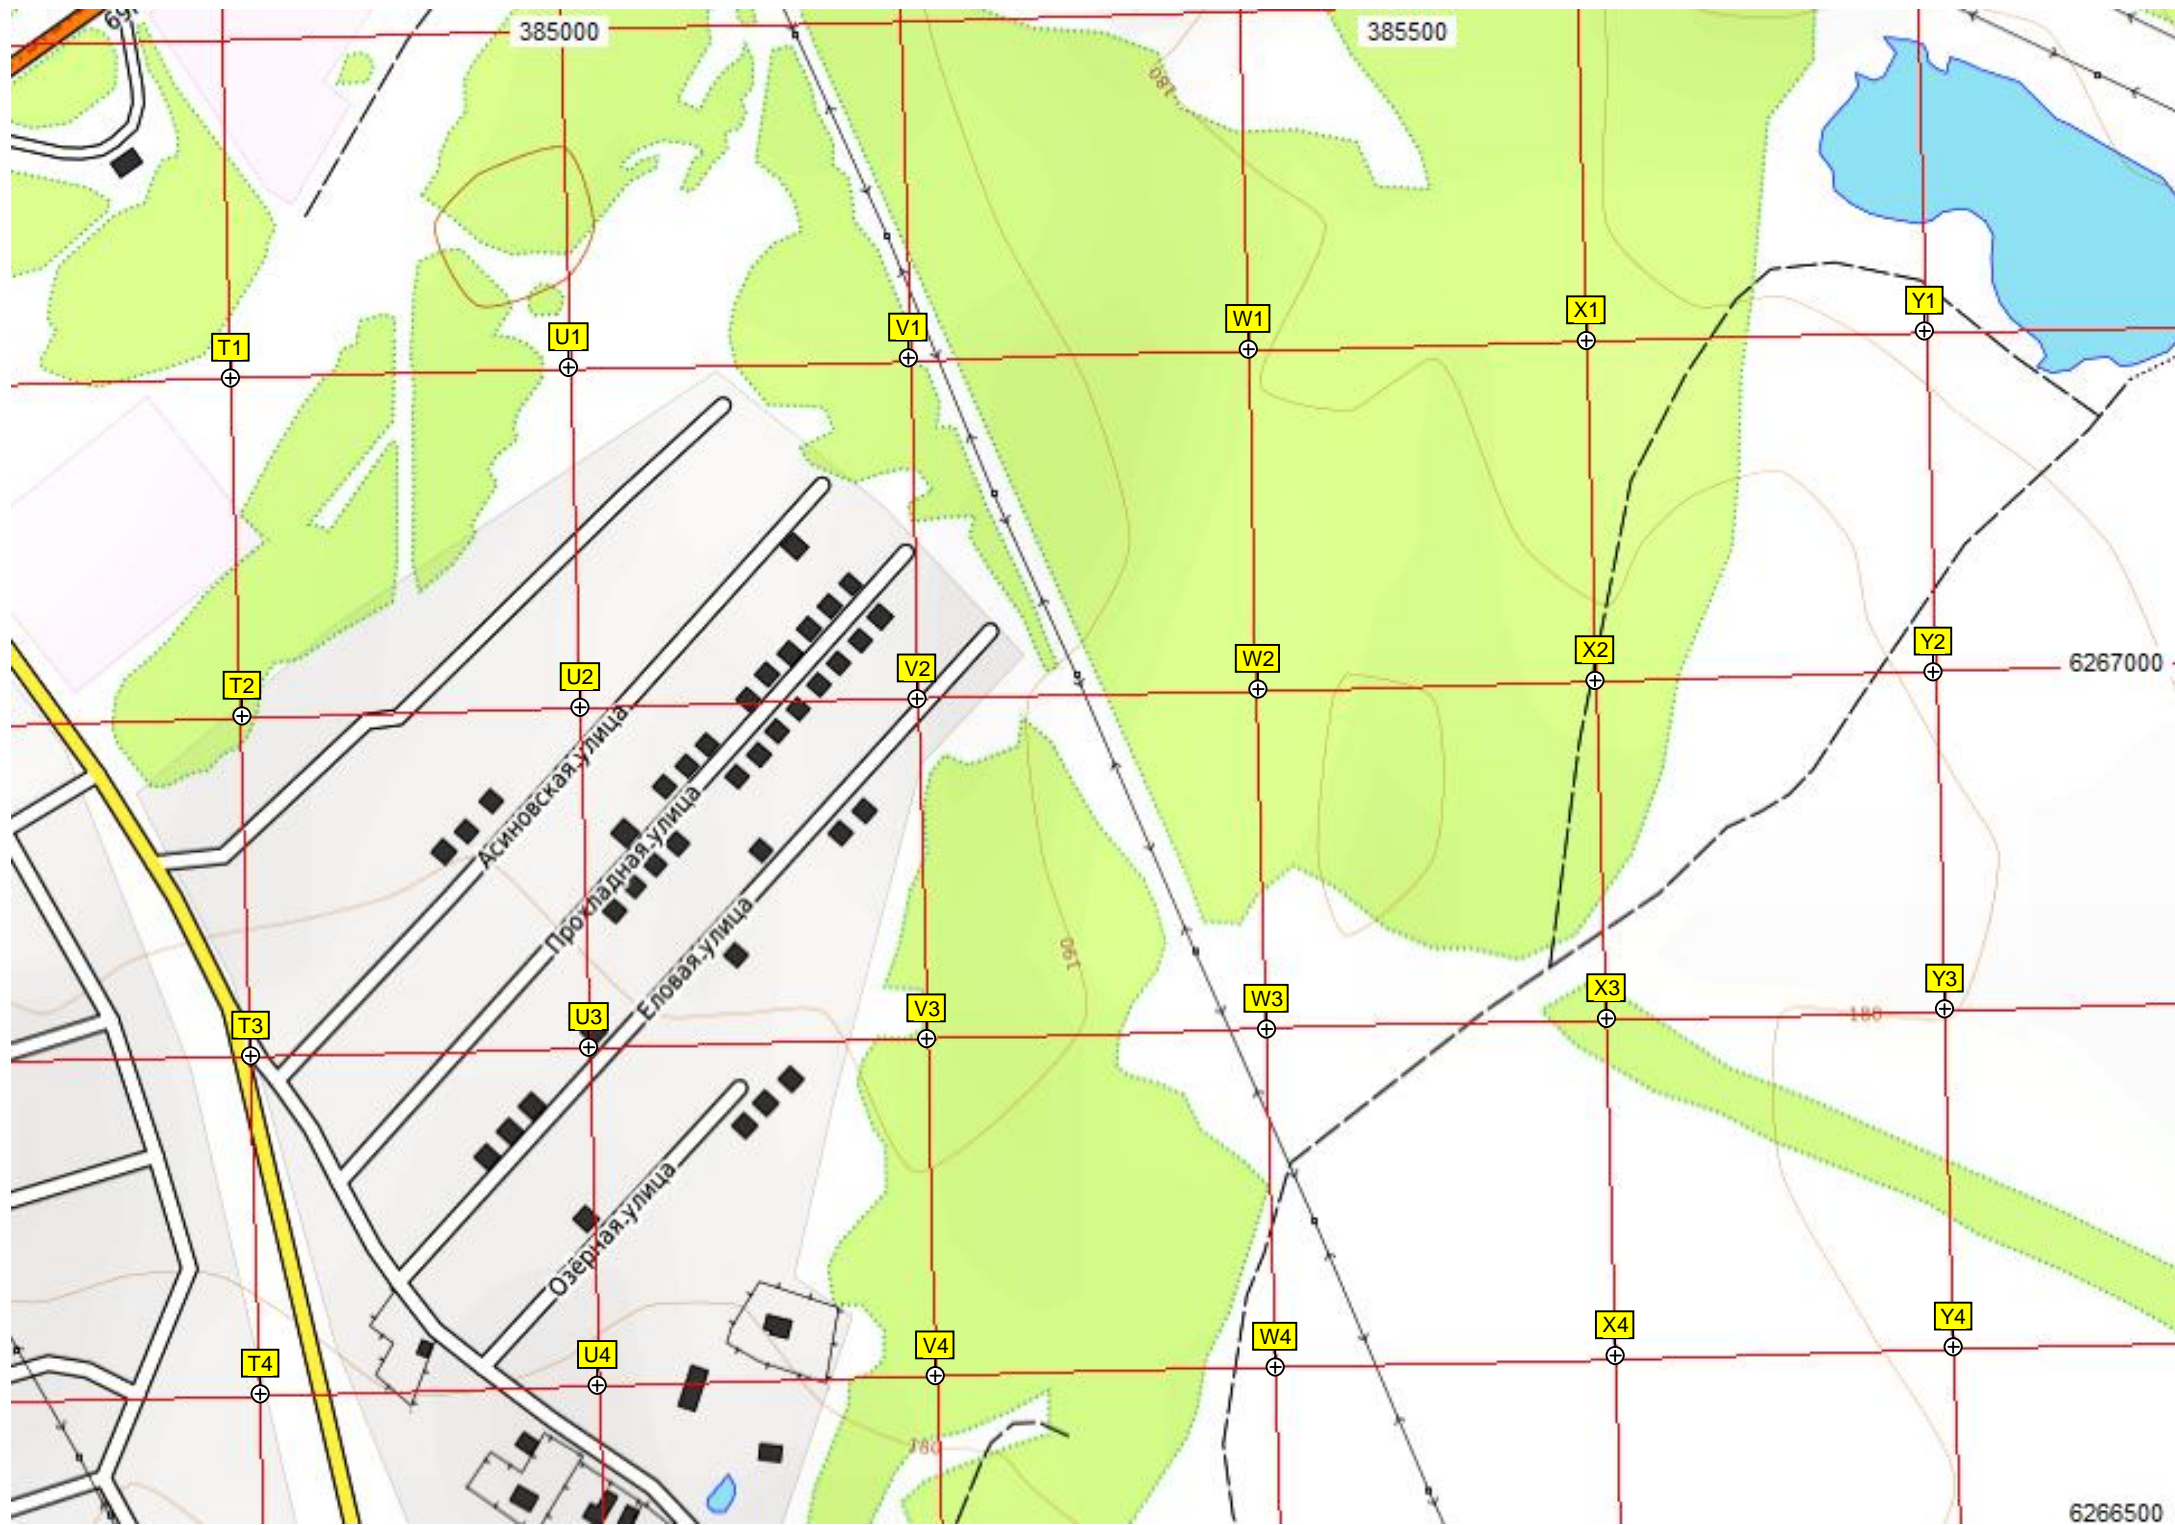 385000
385500
180
Y1
X1
W1
V1
U1
T1
Y2
6267000
X2
W2
V2
U2
T2
Асиновская улица
Прохладная улица
Еловая улица
190
Y3
X3
180
W3
V3
U3
T3
Озёрная улица
Y4
X4
W4
V4
U4
T4
180
6266500